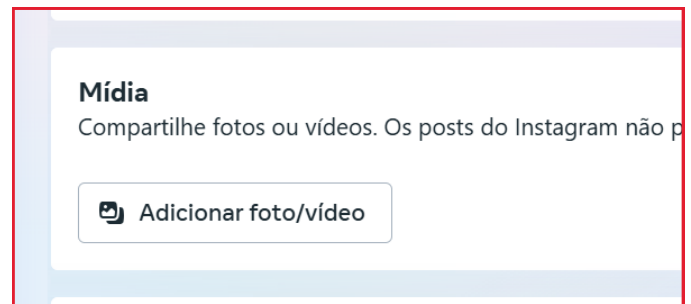 Mídia
Compartilhe fotos ou vídeos. Os posts do Instagram não
Adicionar foto/vídeo